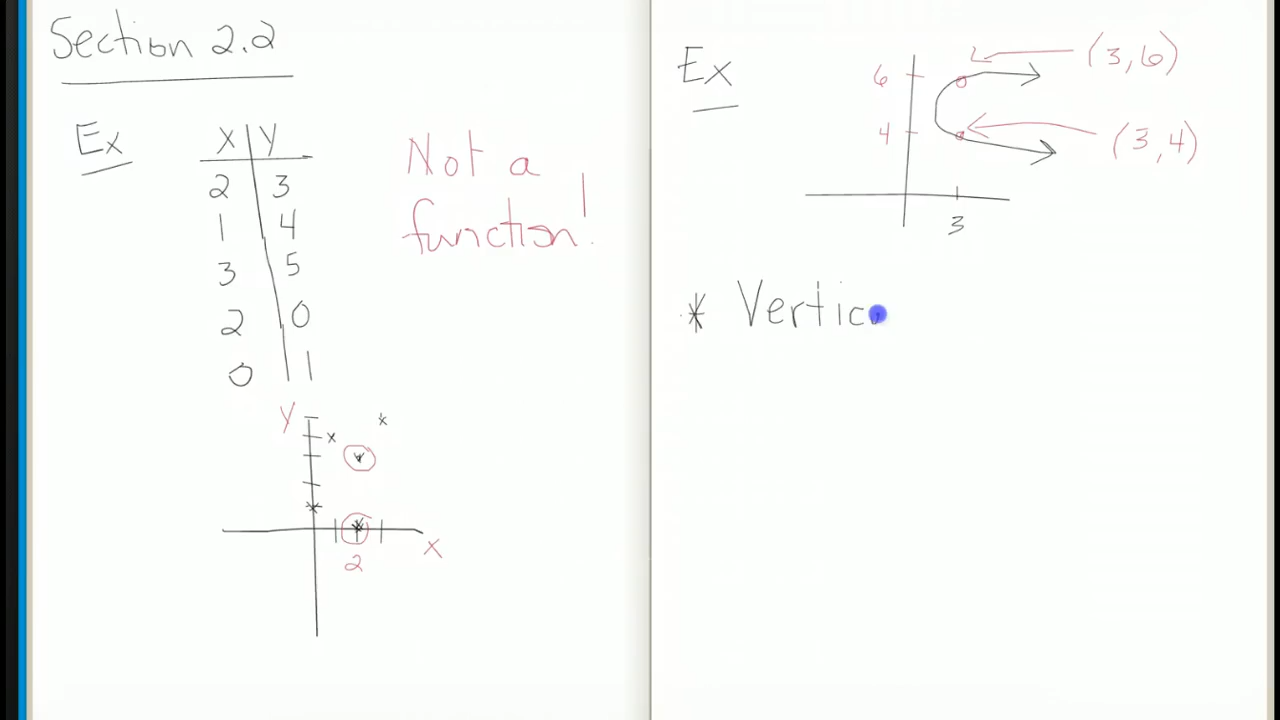 Section 2.2
Ex
X Y
2 3
1 4
3 5
2 0
0 1
Not a
function!
Y
X
2
Ex
6
4
3
(3,6)
(3,4)
* Vertica